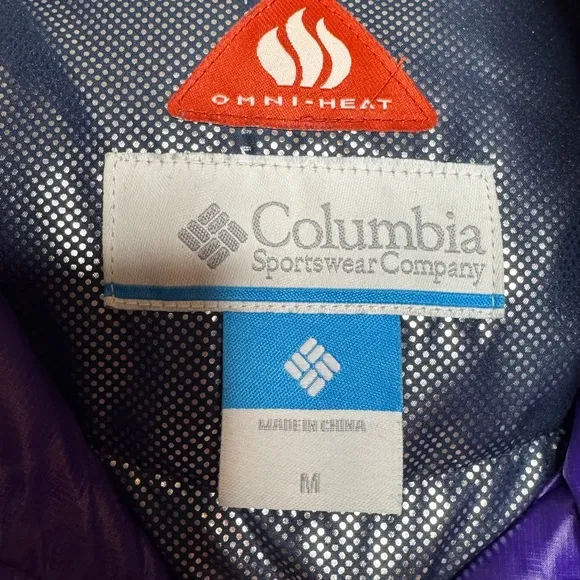 OMNI-HEAT
Columbia
Sportswear Company
MADE IN CHINA
M